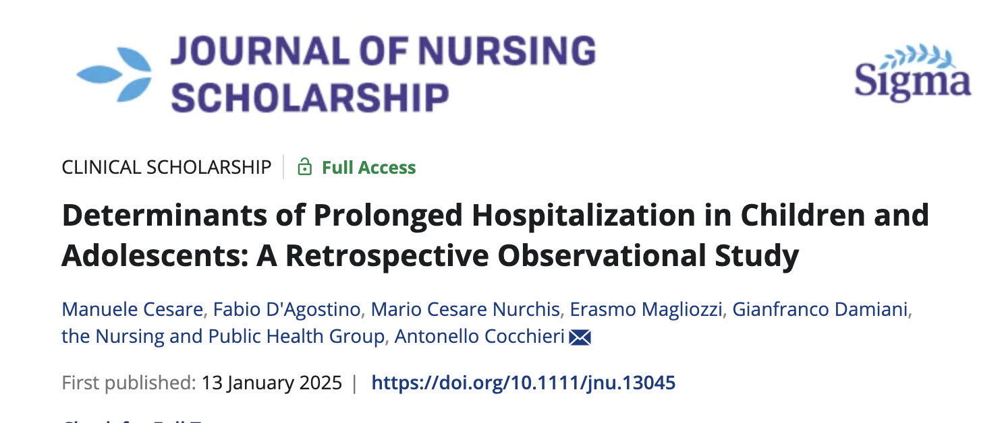 JOURNAL OF NURSING
SCHOLARSHIP
Sigma
CLINICAL SCHOLARSHIP Full Access
Determinants of Prolonged Hospitalization in Children and
Adolescents: A Retrospective Observational Study
Manuele Cesare, Fabio D'Agostino, Mario Cesare Nurchis, Erasmo Magliozzi, Gianfranco Damiani,
the Nursing and Public Health Group, Antonello Cocchieri
First published: 13 January 2025 | https://doi.org/10.1111/jnu.13045